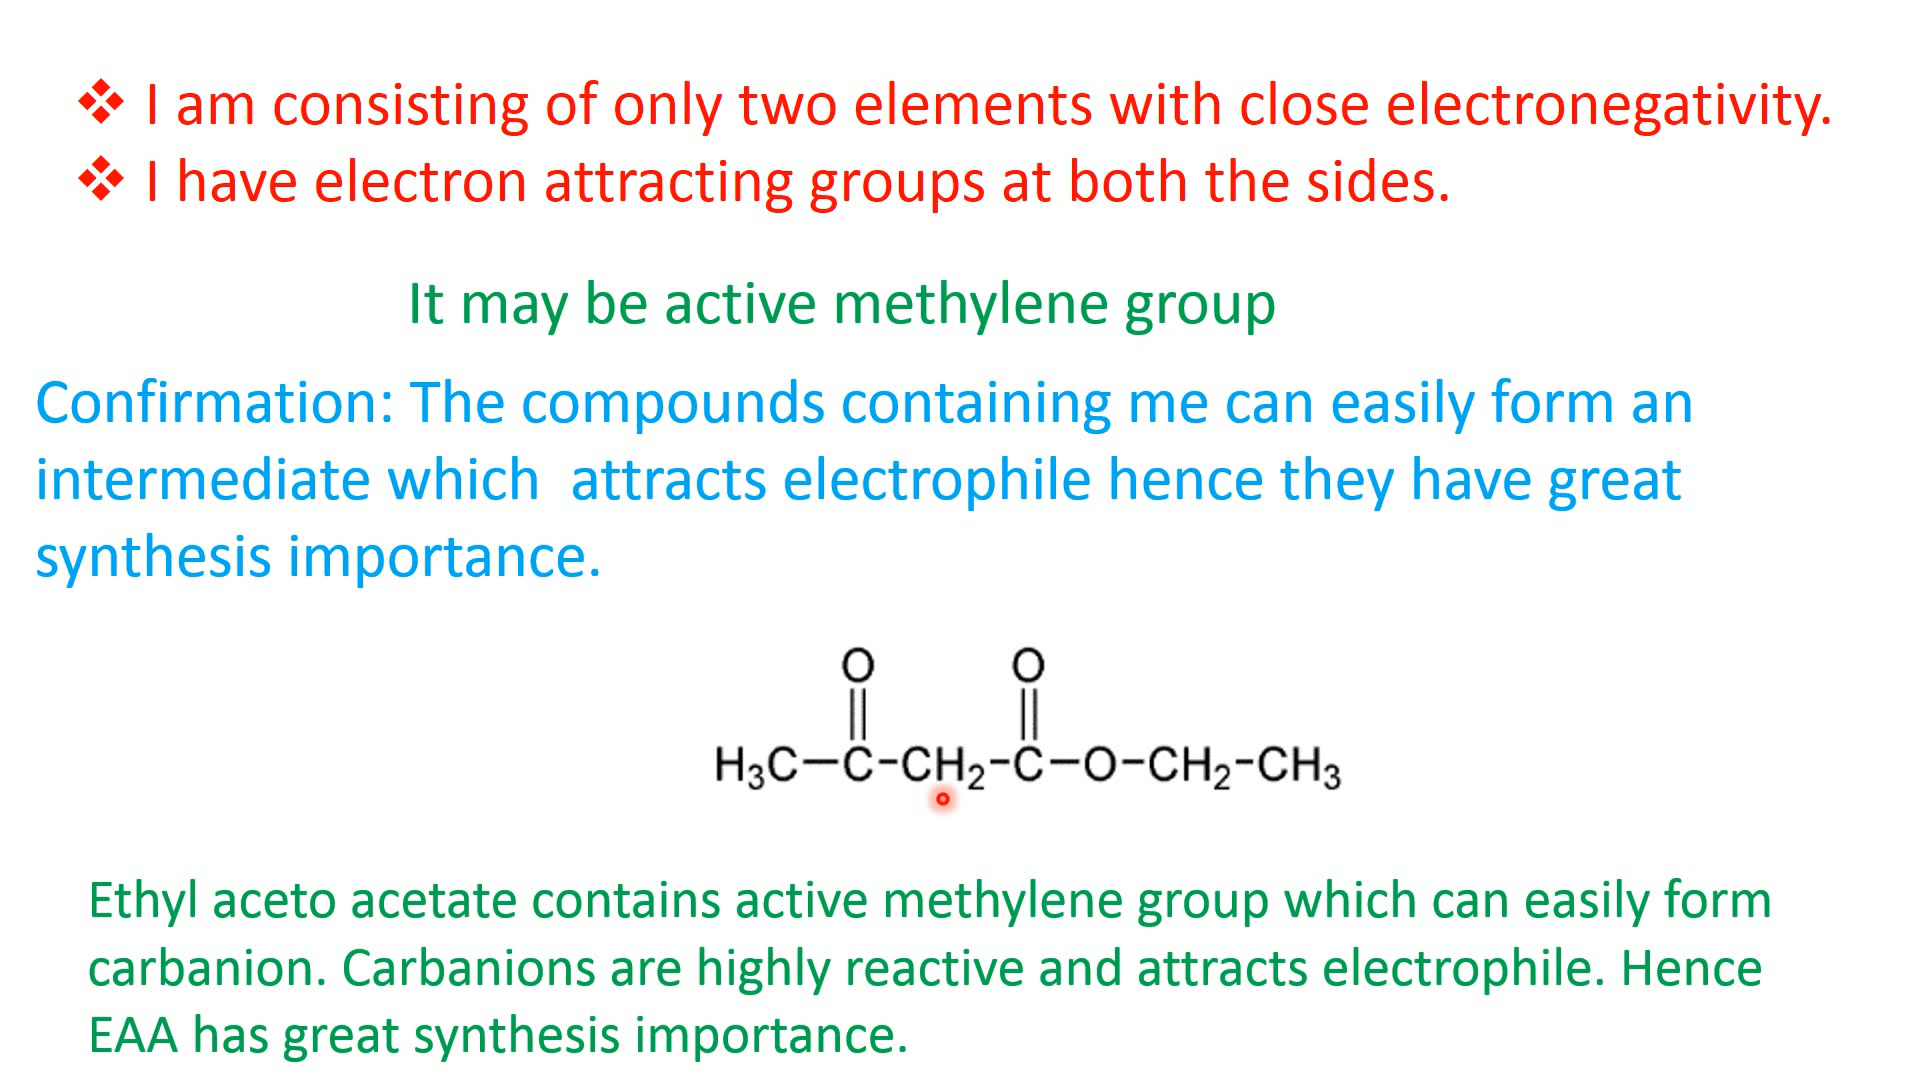 ❖ I am consisting of only two elements with close electronegativity.
❖ I have electron attracting groups at both the sides.
It may be active methylene group
Confirmation: The compounds containing me can easily form an
intermediate which  attracts electrophile hence they have great
synthesis importance.
O O
H₃C—C-CH₂-C—O-CH₂-CH₃
Ethyl aceto acetate contains active methylene group which can easily form
carbanion. Carbanions are highly reactive and attracts electrophile. Hence
EAA has great synthesis importance.